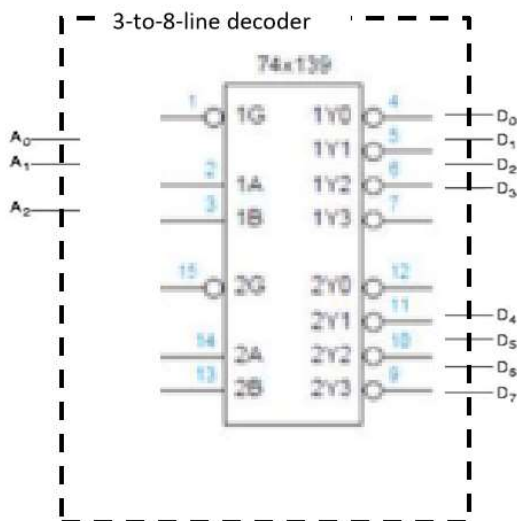 3-to-8-line decoder
74x139
1 1G 1Y0 4 D₀
A₀ 1Y1 5 D₁
A₁ 2 1A 1Y2 6 D₂
A₂ 3 1B 1Y3 7 D₃
15 2G 2Y0 12
2Y1 11 D₄
14 2A 2Y2 10 D₅
13 2B 2Y3 9 D₆
D₇